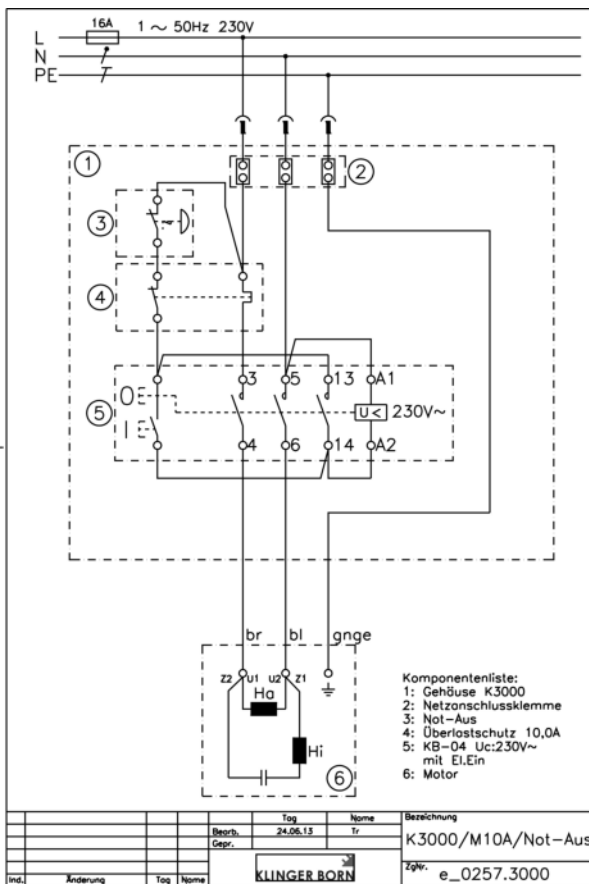 16A 1 ~ 50Hz 230V
L
N
PE
1
2
3
4
3 5 13 A1
O
5 U< 230V~
I
4 6 14 A2
br bl gnge
Z2 U1 U2 Z1
Ha
Hi
6
Komponentenliste:
1: Gehäuse K3000
2: Netzanschlussklemme
3: Not-Aus
4: Überlastschutz 10,0A
5: KB-04 Uc:230V~
mit El.Ein
6: Motor
Tag Name Bezeichnung
Bearb. 24.06.13 Tr
K3000/M10A/Not-Aus
Gepr.
KLINGER BORN
ZgNr. e_0257.3000
Ind. Änderung Tag Name